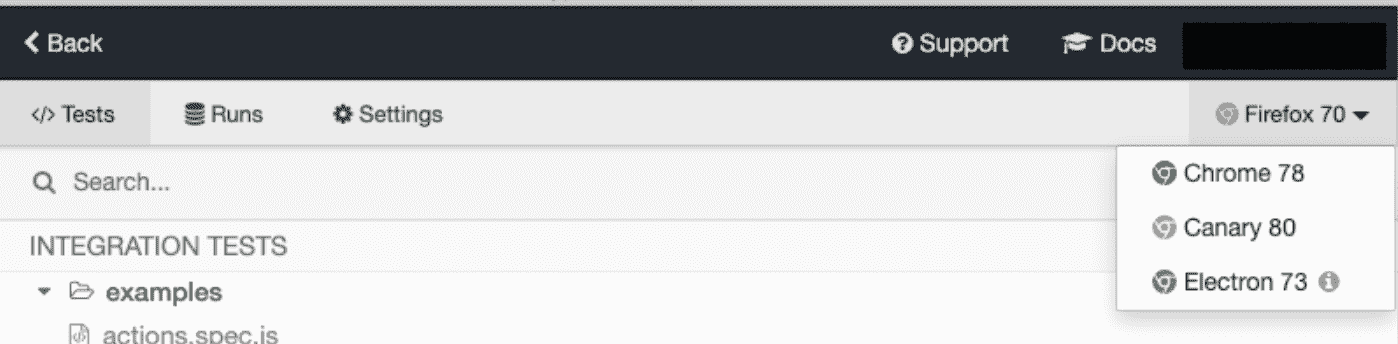 Back Support Docs
Tests Runs Settings Firefox 70
Search...
Chrome 78
INTEGRATION TESTS
Canary 80
examples
Electron 73
actions.spec.js